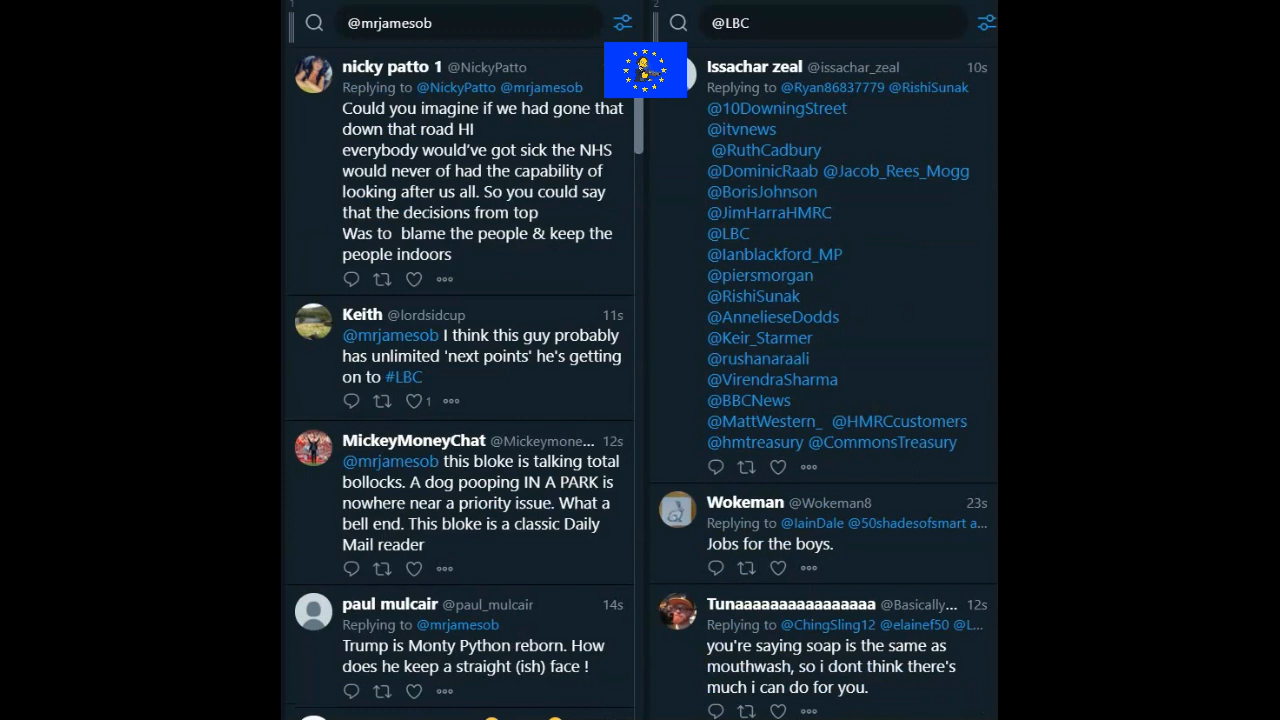 1
@mrjamesob
nicky patto 1 @NickyPatto
Replying to @NickyPatto @mrjamesob
Could you imagine if we had gone that
down that road HI
everybody would’ve got sick the NHS
would never of had the capability of
looking after us all. So you could say
that the decisions from top
Was to blame the people & keep the
people indoors
Keith @lordsidcup 11s
@mrjamesob I think this guy probably
has unlimited 'next points' he's getting
on to #LBC
1
MickeyMoneyChat @Mickeymone... 12s
@mrjamesob this bloke is talking total
bollocks. A dog pooping IN A PARK is
nowhere near a priority issue. What a
bell end. This bloke is a classic Daily
Mail reader
paul mulcair @paul_mulcair 14s
Replying to @mrjamesob
Trump is Monty Python reborn. How
does he keep a straight (ish) face !
2
@LBC
Issachar zeal @issachar_zeal 10s
Replying to @Ryan86837779 @RishiSunak
@10DowningStreet
@itvnews
@RuthCadbury
@DominicRaab @Jacob_Rees_Mogg
@BorisJohnson
@JimHarraHMRC
@LBC
@Ianblackford_MP
@piersmorgan
@RishiSunak
@AnnelieseDodds
@Keir_Starmer
@rushanaraali
@VirendraSharma
@BBCNews
@MattWestern_ @HMRCcustomers
@hmtreasury @CommonsTreasury
Wokeman @Wokeman8 23s
Replying to @IainDale @50shadesofsmart a...
Jobs for the boys.
Tunaaaaaaaaaaaaaaaa @Basically... 12s
Replying to @ChingSling12 @elainef50 @L...
you're saying soap is the same as
mouthwash, so i dont think there's
much i can do for you.